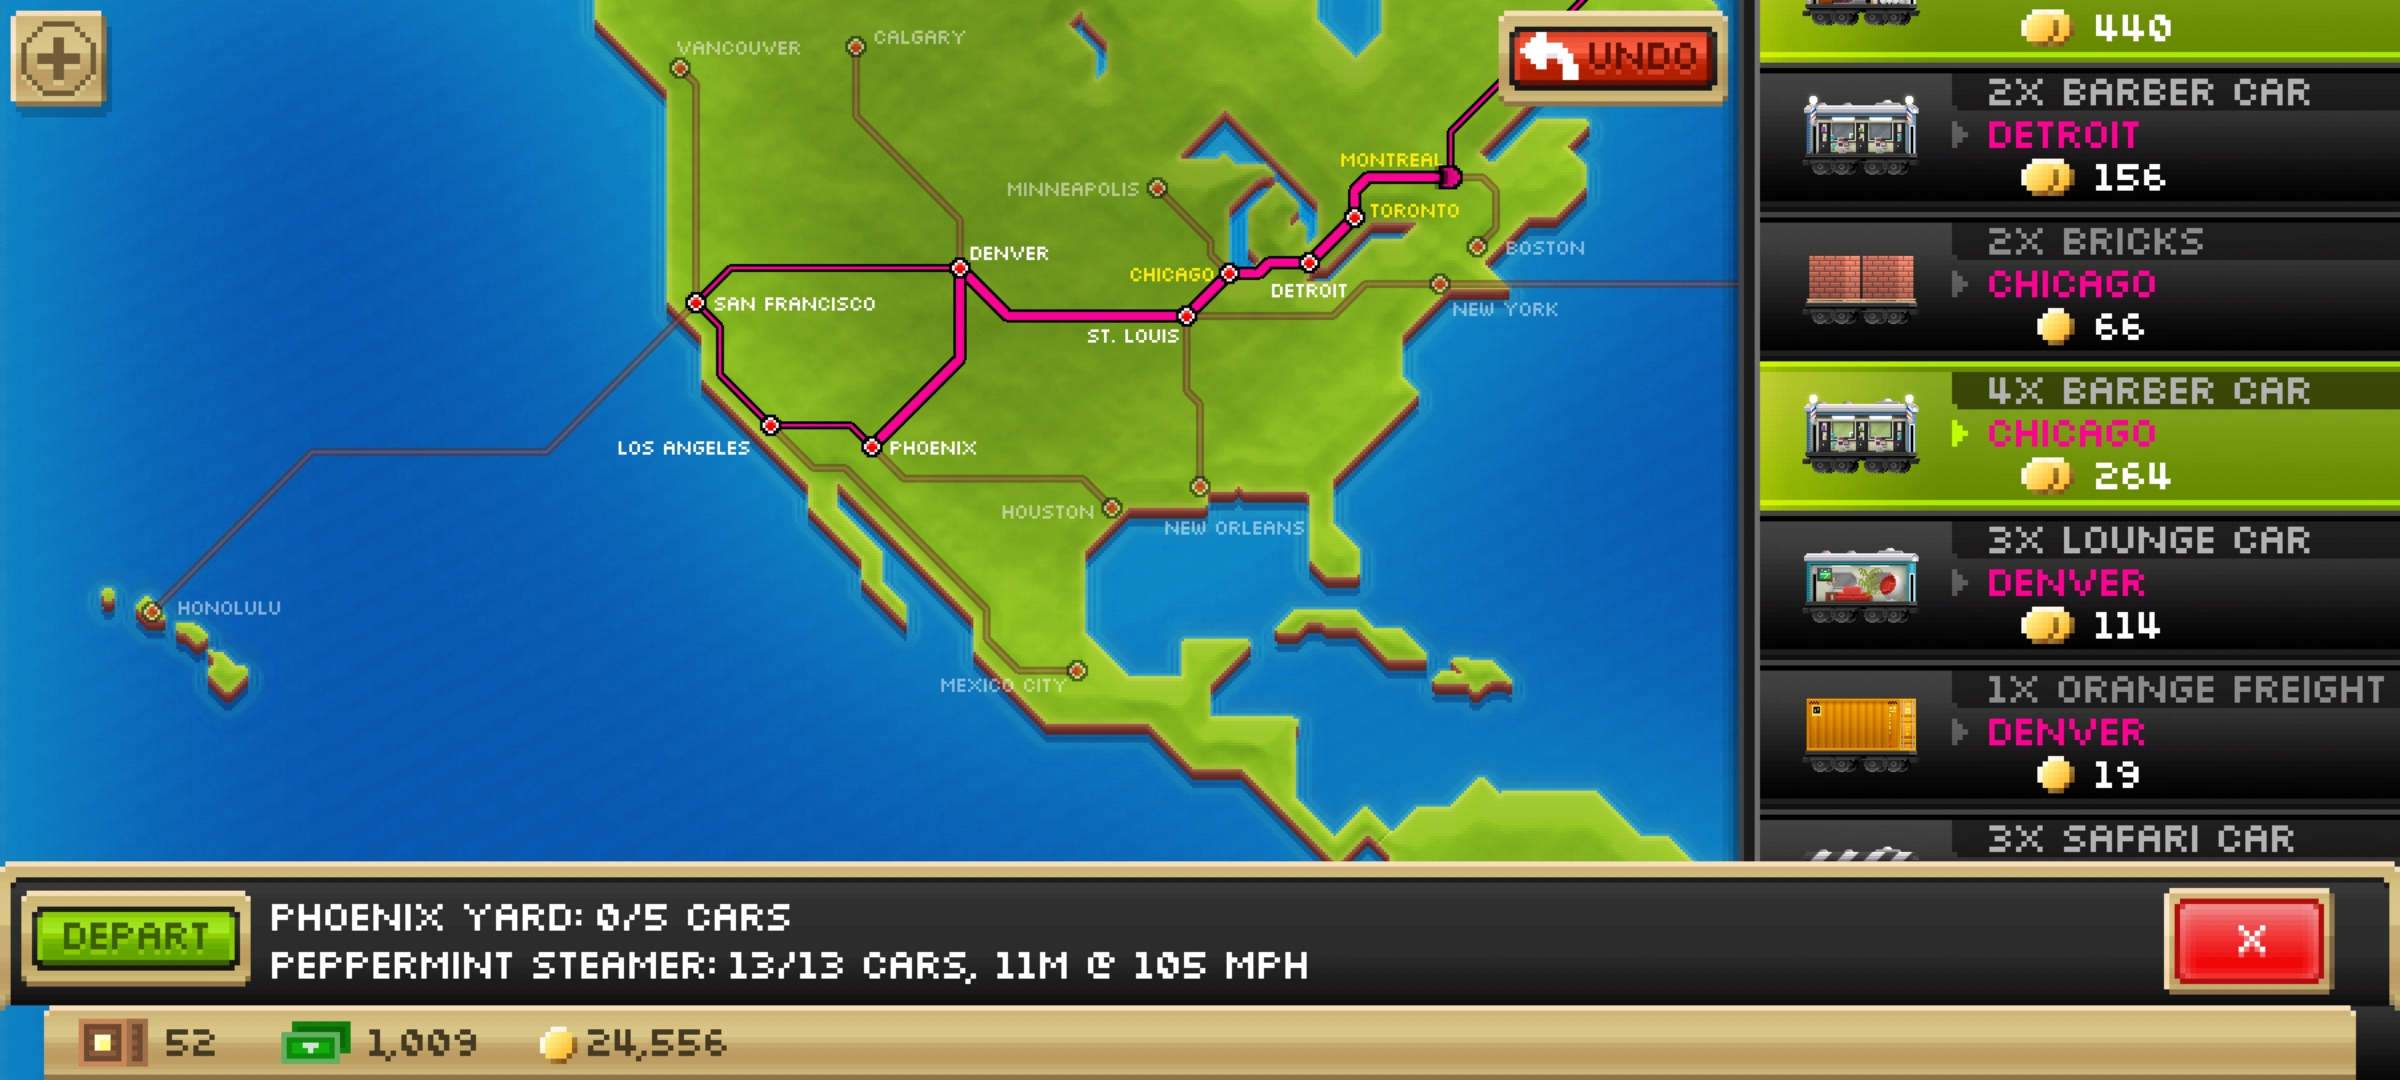 VANCOUVER
CALGARY
UNDO
MINNEAPOLIS
MONTREAL
TORONTO
BOSTON
DENVER
CHICAGO
DETROIT
NEW YORK
SAN FRANCISCO
ST. LOUIS
LOS ANGELES
PHOENIX
HOUSTON
NEW ORLEANS
HONOLULU
MEXICO CITY
440
2X BARBER CAR
DETROIT
156
2X BRICKS
CHICAGO
66
4X BARBER CAR
CHICAGO
264
3X LOUNGE CAR
DENVER
114
1X ORANGE FREIGHT
DENVER
19
3X SAFARI CAR
DEPART
PHOENIX YARD: 0/5 CARS
PEPPERMINT STEAMER: 13/13 CARS, 11M @ 105 MPH
X
52
1,009
24,556